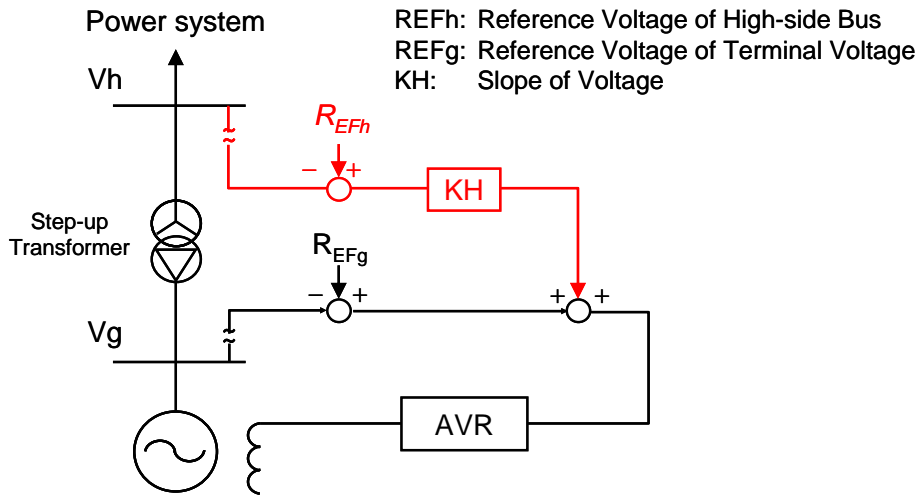 Power system
REFh: Reference Voltage of High-side Bus
REFg: Reference Voltage of Terminal Voltage
KH: Slope of Voltage
Vh
REFh
− +
KH
Step-up
Transformer
REFg
− +
+ +
Vg
AVR